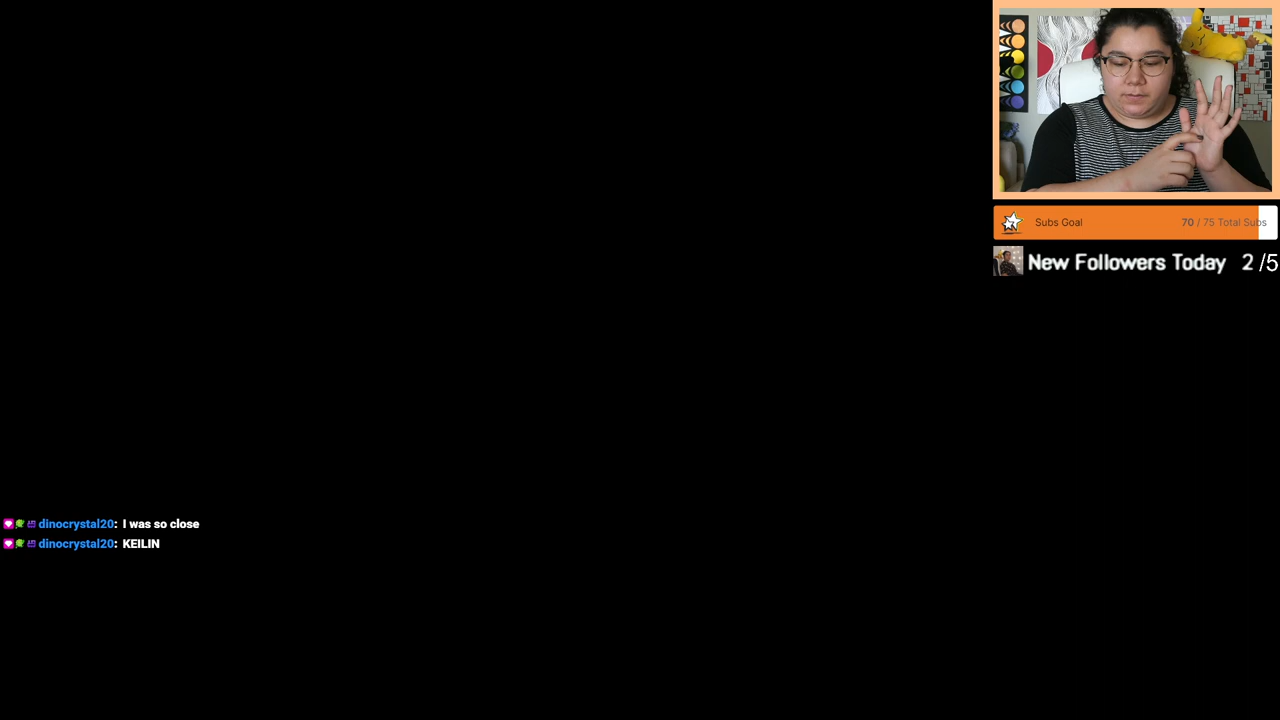 Subs Goal 70 / 75 Total Subs
New Followers Today 2 /5
dinocrystal20: I was so close
dinocrystal20: KEILIN